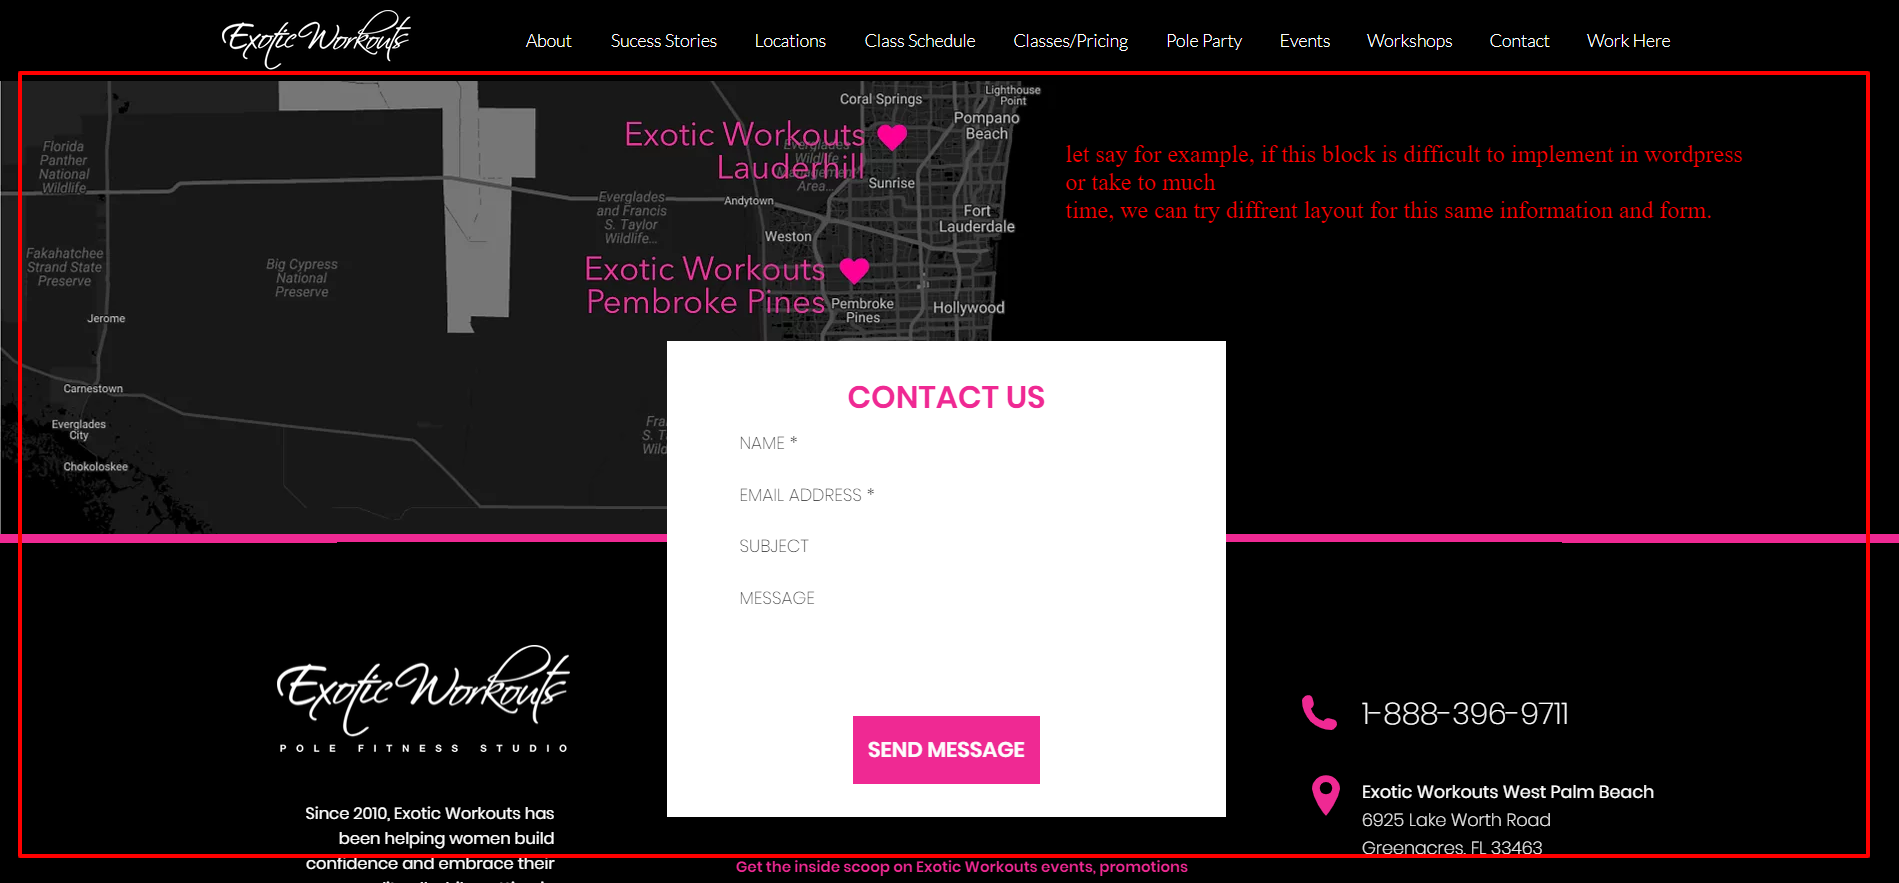 Exotic Workouts
About Sucess Stories Locations Class Schedule Classes/Pricing Pole Party Events Workshops Contact Work Here
Florida
Panther
National
Wildlife
Fakahatchee
Strand State
Preserve
Big Cypress
National
Preserve
Jerome
Carnestown
Everglades
City
Chokoloskee
Everglades
and Francis
S. Taylor
Wildlife...
Exotic Workouts
Lauderhill
Everglades
Wildlife
Management
Area...
Andytown
Weston
Exotic Workouts
Pembroke Pines
Coral Springs
Lighthouse
Point
Pompano
Beach
Sunrise
Fort
Lauderdale
Pembroke
Pines
Hollywood
Fra
S. T
Wild
let say for example, if this block is difficult to implement in wordpress
or take to much
time, we can try diffrent layout for this same information and form.
CONTACT US
NAME *
EMAIL ADDRESS *
SUBJECT
MESSAGE
SEND MESSAGE
Exotic Workouts
POLE FITNESS STUDIO
Since 2010, Exotic Workouts has
been helping women build
confidence and embrace their
1-888-396-9711
Exotic Workouts West Palm Beach
6925 Lake Worth Road
Greenacres, FL 33463
Get the inside scoop on Exotic Workouts events, promotions